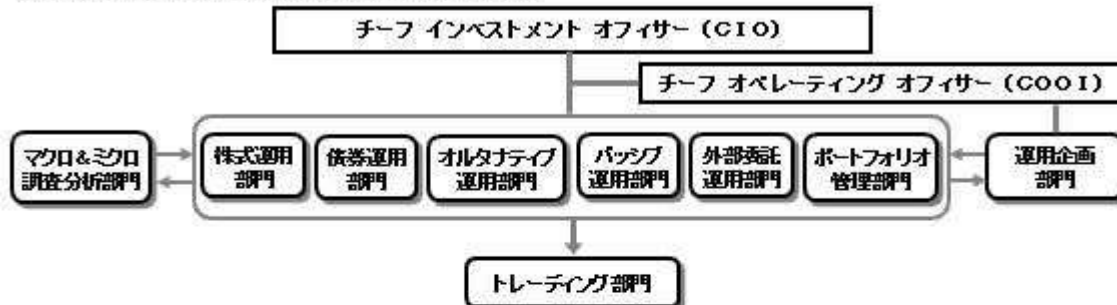 チーフ インベストメント オフィサー (CIO)
チーフ オペレーティング オフィサー (COOI)
マクロ&ミクロ
調査分析部門
株式運用
部門
債券運用
部門
オルタナティブ
運用部門
パッシブ
運用部門
外部委託
運用部門
ポートフォリオ
管理部門
運用企画
部門
トレーディング部門